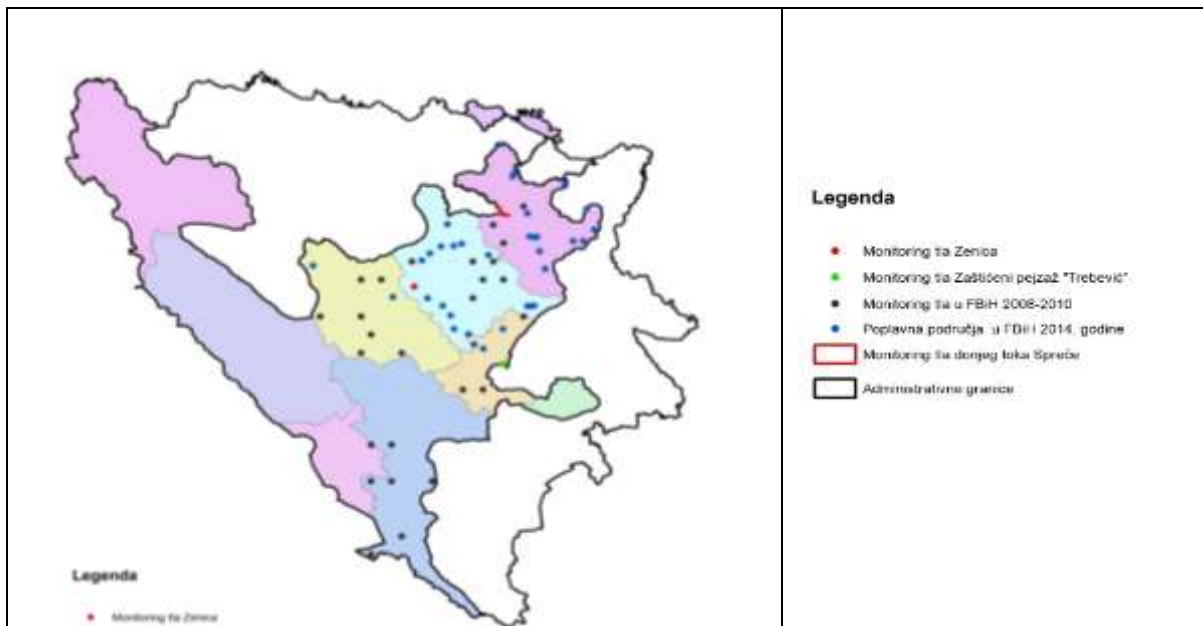 Legenda
Monitoring tla Zenica
Legenda
Monitoring tla Zenica
Monitoring tla Zaštićeni pejzaž "Trebević"
Monitoring tla u FBiH 2008-2010
Poplavna područja u FBiH 2014. godine
Monitoring tla donjeg toka Spreče
Administrativne granice